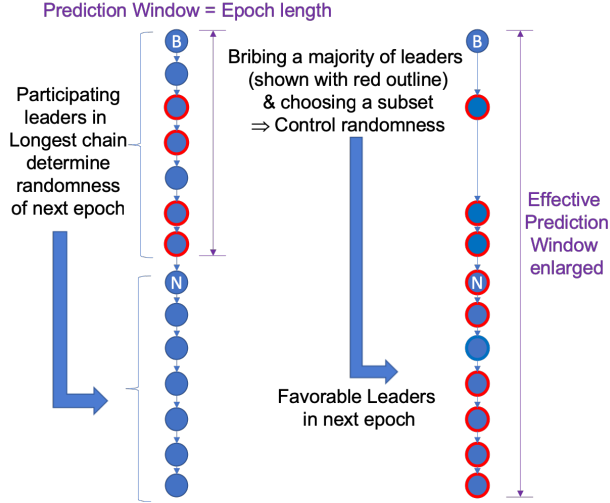 Prediction Window = Epoch length
B
Participating
leaders in
Longest chain
determine
randomness
of next epoch
N
Bribing a majority of leaders
(shown with red outline)
& choosing a subset
⇒ Control randomness
B
Effective
Prediction
Window
enlarged
N
Favorable Leaders
in next epoch